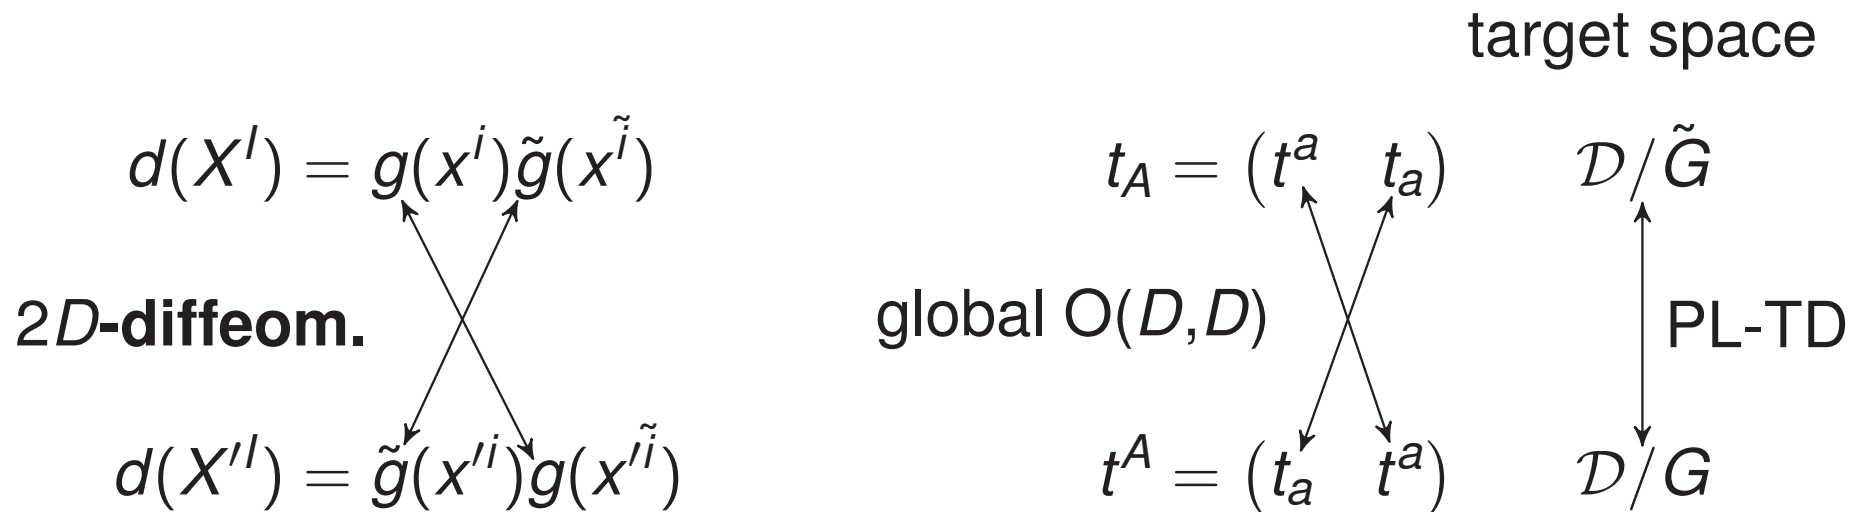 target space
d(X^I) = g(x^i)g̃(x^ĩ) t_A = (t^a t_a) 𝒟/G̃
2D-diffeom. global O(D,D) PL-TD
d(X'^I) = g̃(x'^i)g(x'^ĩ) t^A = (t_a t^a) 𝒟/G